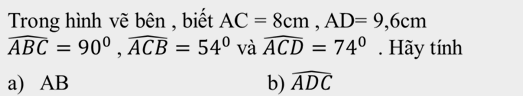 Trong hình vẽ bên , biết AC = 8cm , AD= 9,6cm
$\widehat{ABC} = 90^0$ , $\widehat{ACB} = 54^0$ và $\widehat{ACD} = 74^0$ . Hãy tính
a) AB b) $\widehat{ADC}$